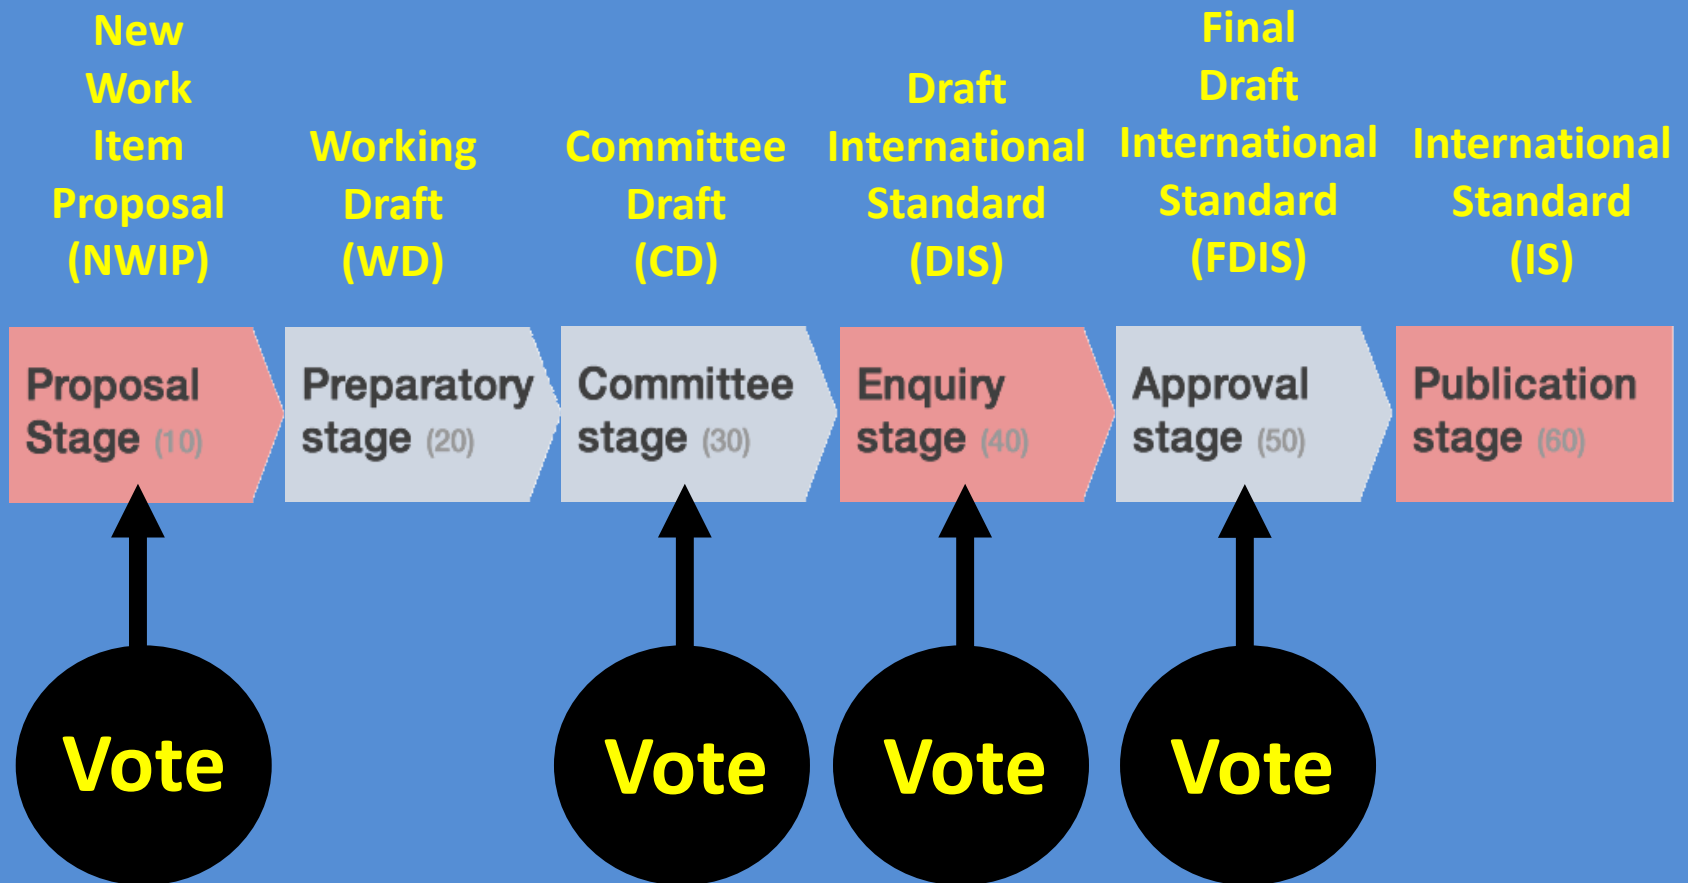 New
Work
Item
Proposal
(NWIP)
Working
Draft
(WD)
Committee
Draft
(CD)
Draft
International
Standard
(DIS)
Final
Draft
International
Standard
(FDIS)
International
Standard
(IS)
Proposal
Stage (10)
Preparatory
stage (20)
Committee
stage (30)
Enquiry
stage (40)
Approval
stage (50)
Publication
stage (60)
Vote
Vote
Vote
Vote